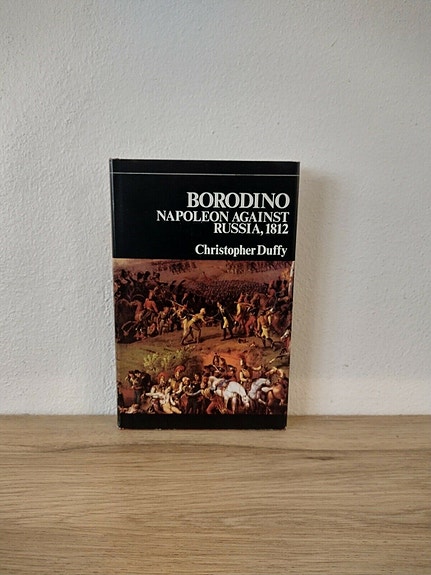 BORODINO
NAPOLEON AGAINST
RUSSIA, 1812
Christopher Duffy